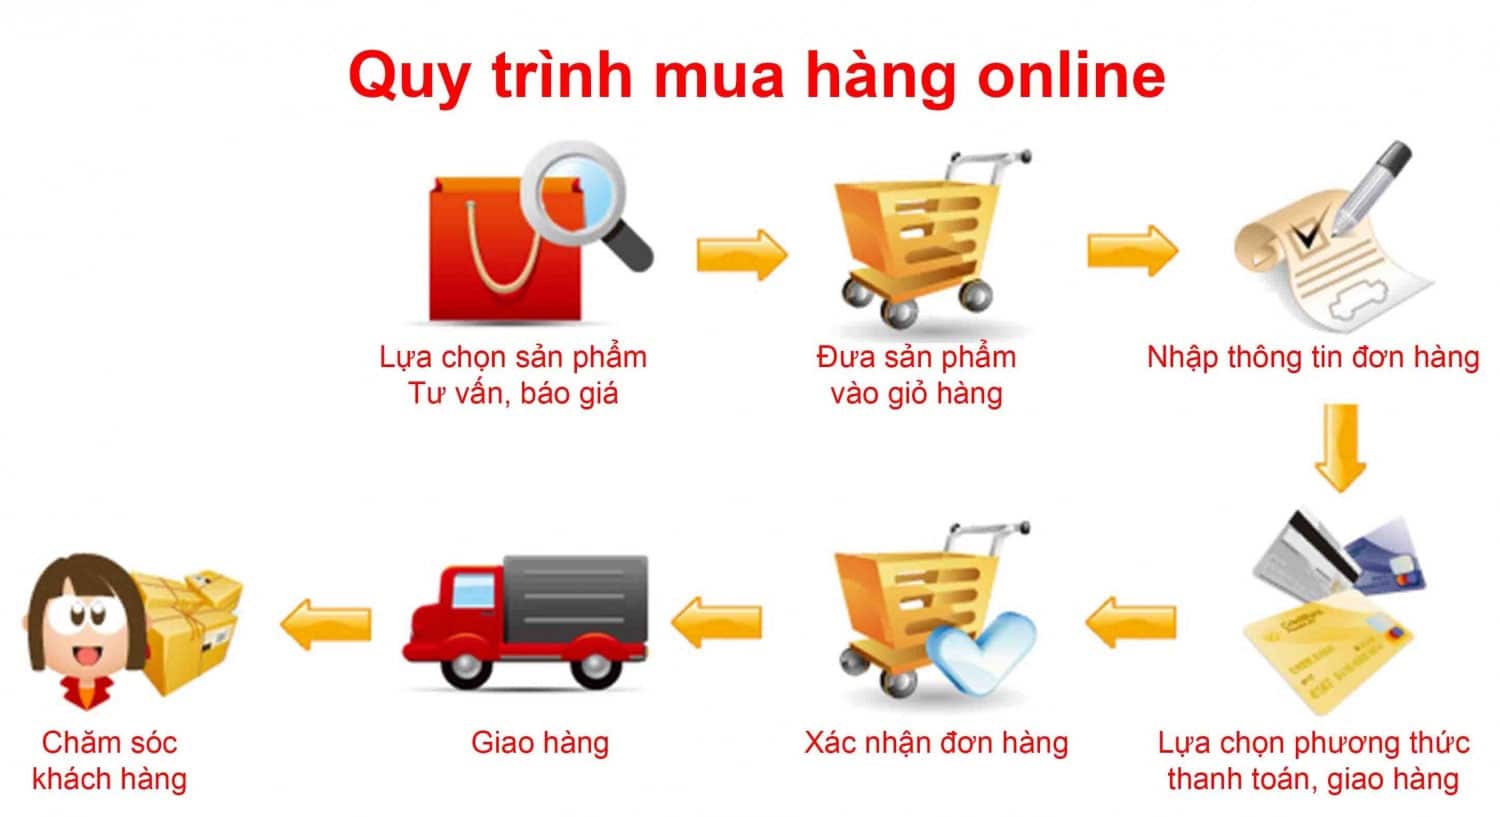 Quy trình mua hàng online
Lựa chọn sản phẩm
Tư vấn, báo giá
Đưa sản phẩm
vào giỏ hàng
Nhập thông tin đơn hàng
Lựa chọn phương thức
thanh toán, giao hàng
Xác nhận đơn hàng
Giao hàng
Chăm sóc
khách hàng